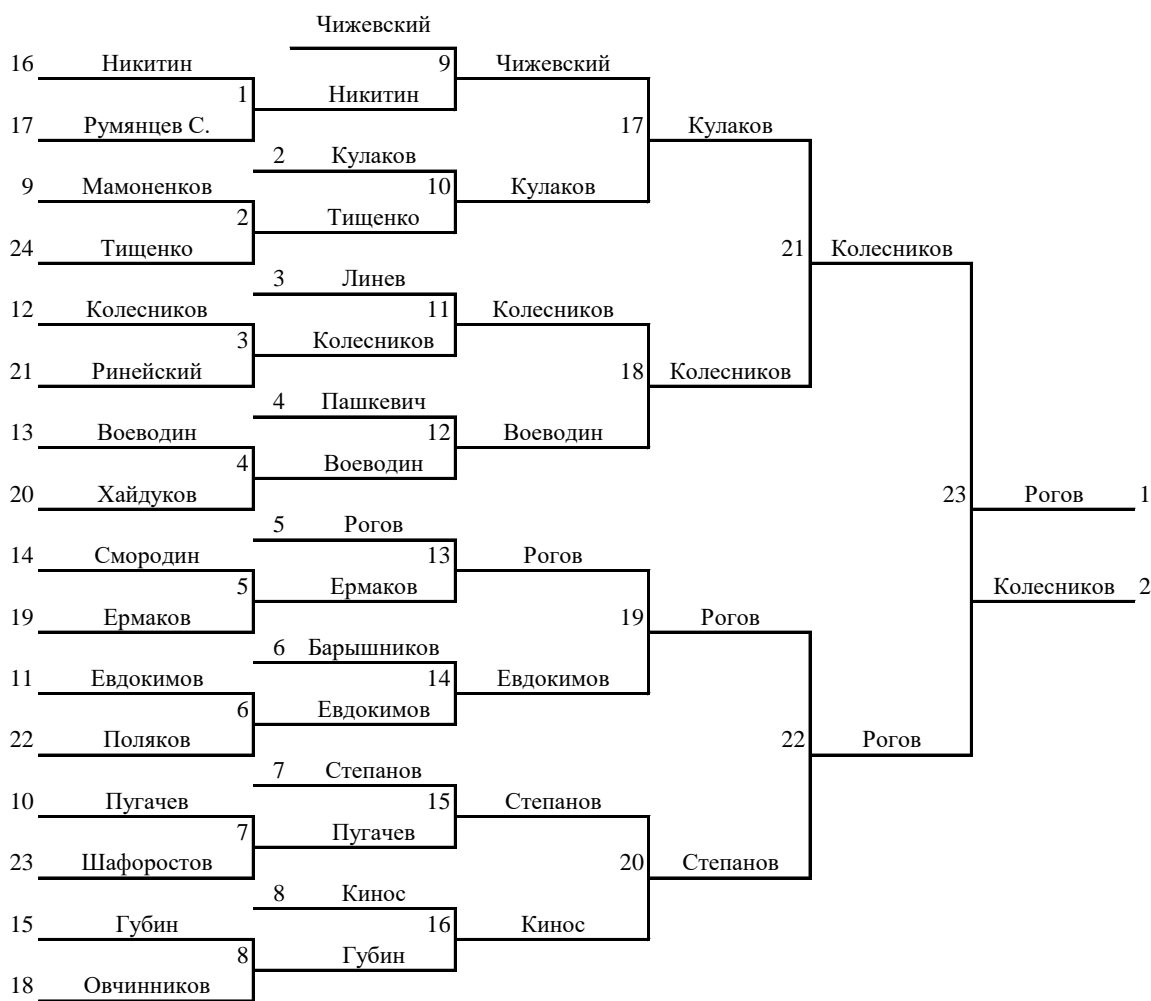 Чижевский
16 Никитин 9 Чижевский
1 Никитин
17 Румянцев С. 17 Кулаков
2 Кулаков
9 Мамоненков 10 Кулаков
2 Тищенко
24 Тищенко 21 Колесников
3 Линев
12 Колесников 11 Колесников
3 Колесников
21 Ринейский 18 Колесников
4 Пашкевич
13 Воеводин 12 Воеводин
4 Воеводин
20 Хайдуков 23 Рогов 1
5 Рогов
14 Смородин 13 Рогов
5 Ермаков Колесников 2
19 Ермаков 19 Рогов
6 Барышников
11 Евдокимов 14 Евдокимов
6 Евдокимов
22 Поляков 22 Рогов
7 Степанов
10 Пугачев 15 Степанов
7 Пугачев
23 Шафоростов 20 Степанов
8 Кинос
15 Губин 16 Кинос
8 Губин
18 Овчинников